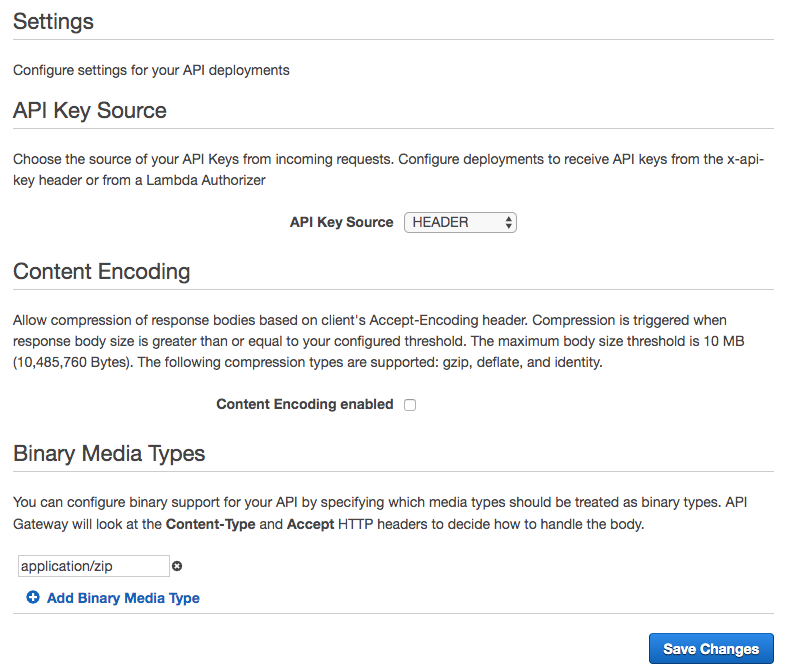 Settings
Configure settings for your API deployments
API Key Source
Choose the source of your API Keys from incoming requests. Configure deployments to receive API keys from the x-api-
key header or from a Lambda Authorizer
API Key Source HEADER
Content Encoding
Allow compression of response bodies based on client's Accept-Encoding header. Compression is triggered when
response body size is greater than or equal to your configured threshold. The maximum body size threshold is 10 MB
(10,485,760 Bytes). The following compression types are supported: gzip, deflate, and identity.
Content Encoding enabled
Binary Media Types
You can configure binary support for your API by specifying which media types should be treated as binary types. API
Gateway will look at the Content-Type and Accept HTTP headers to decide how to handle the body.
application/zip
Add Binary Media Type
Save Changes